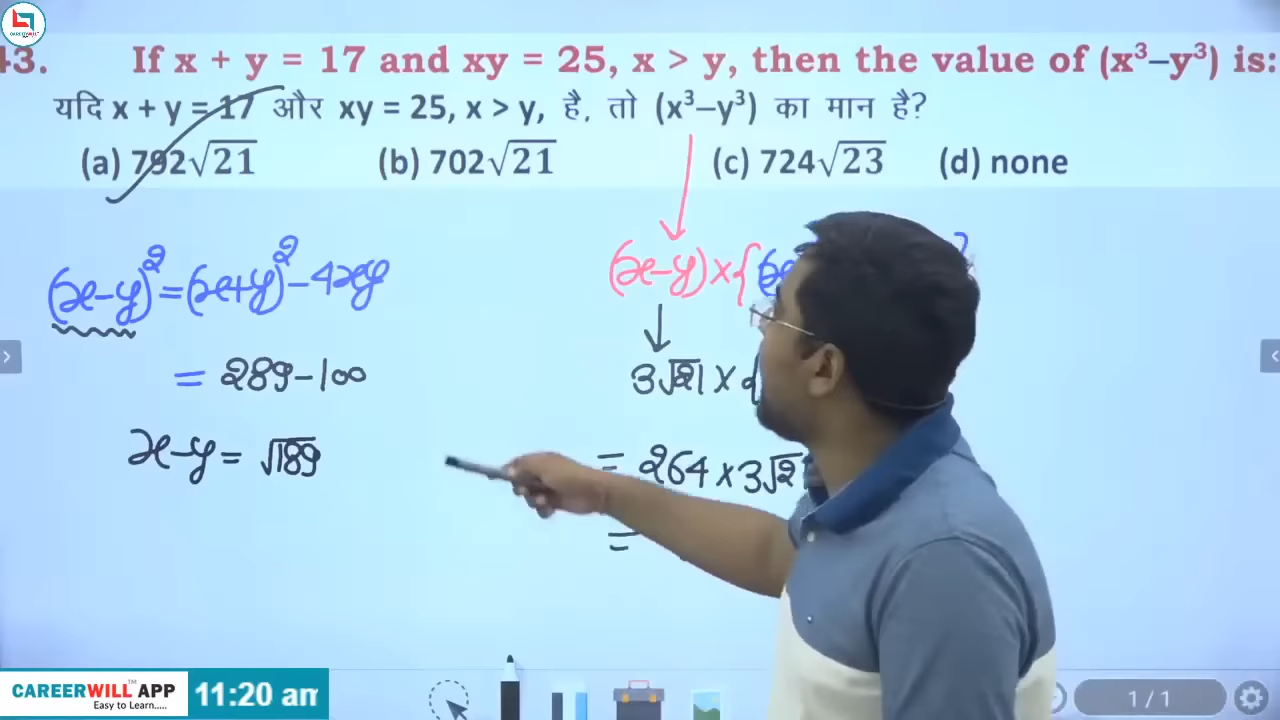 CAREERWILL
43. If x + y = 17 and xy = 25, x > y, then the value of (x³–y³) is:
यदि x + y = 17 और xy = 25, x > y, है, तो (x³–y³) का मान है?
(a) 792√21 (b) 702√21 (c) 724√23 (d) none
(x-y)² = (x+y)² - 4xy
(x-y) × {
= 289 - 100
3√21 × {
x-y = √189
= 264 × 3√21
=
CAREERWILL™ APP
Easy to Learn.....
11:20 am
1 / 1